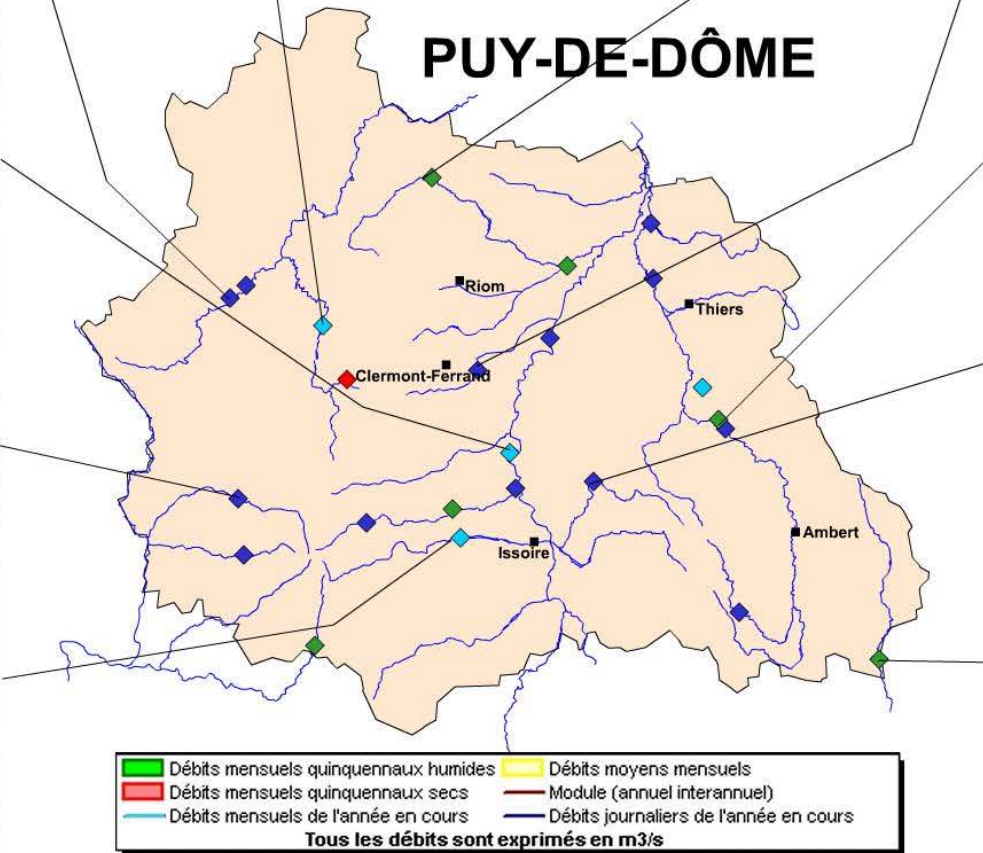 PUY-DE-DÔME
Riom
Thiers
Clermont-Ferrand
Ambert
Issoire
Débits mensuels quinquennaux humides
Débits moyens mensuels
Débits mensuels quinquennaux secs
Module (annuel interannuel)
Débits mensuels de l'année en cours
Débits journaliers de l'année en cours
Tous les débits sont exprimés en m3/s